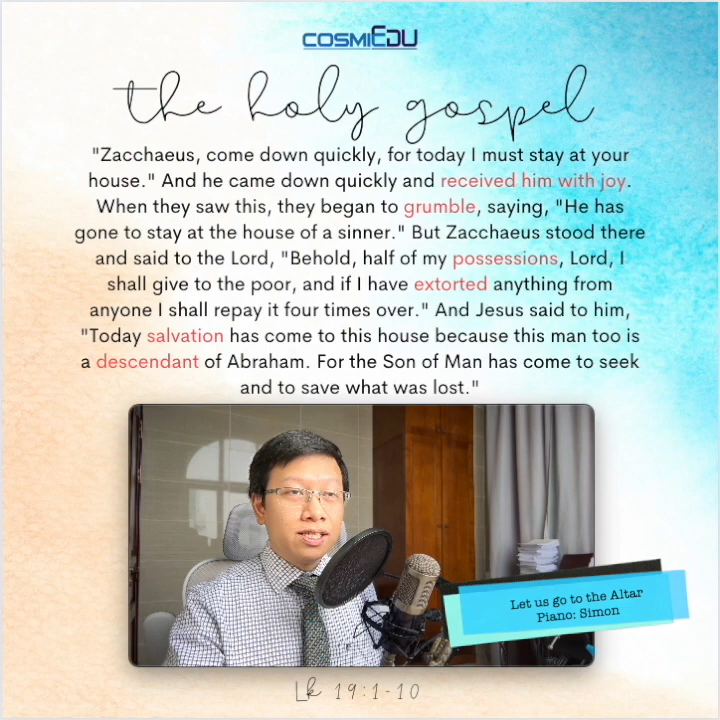 COSMIEDU
the holy gospel
"Zacchaeus, come down quickly, for today I must stay at your
house." And he came down quickly and received him with joy.
When they saw this, they began to grumble, saying, "He has
gone to stay at the house of a sinner." But Zacchaeus stood there
and said to the Lord, "Behold, half of my possessions, Lord, I
shall give to the poor, and if I have extorted anything from
anyone I shall repay it four times over." And Jesus said to him,
"Today salvation has come to this house because this man too is
a descendant of Abraham. For the Son of Man has come to seek
and to save what was lost."
Let us go to the Altar
Piano: Simon
Lk 19:1-10